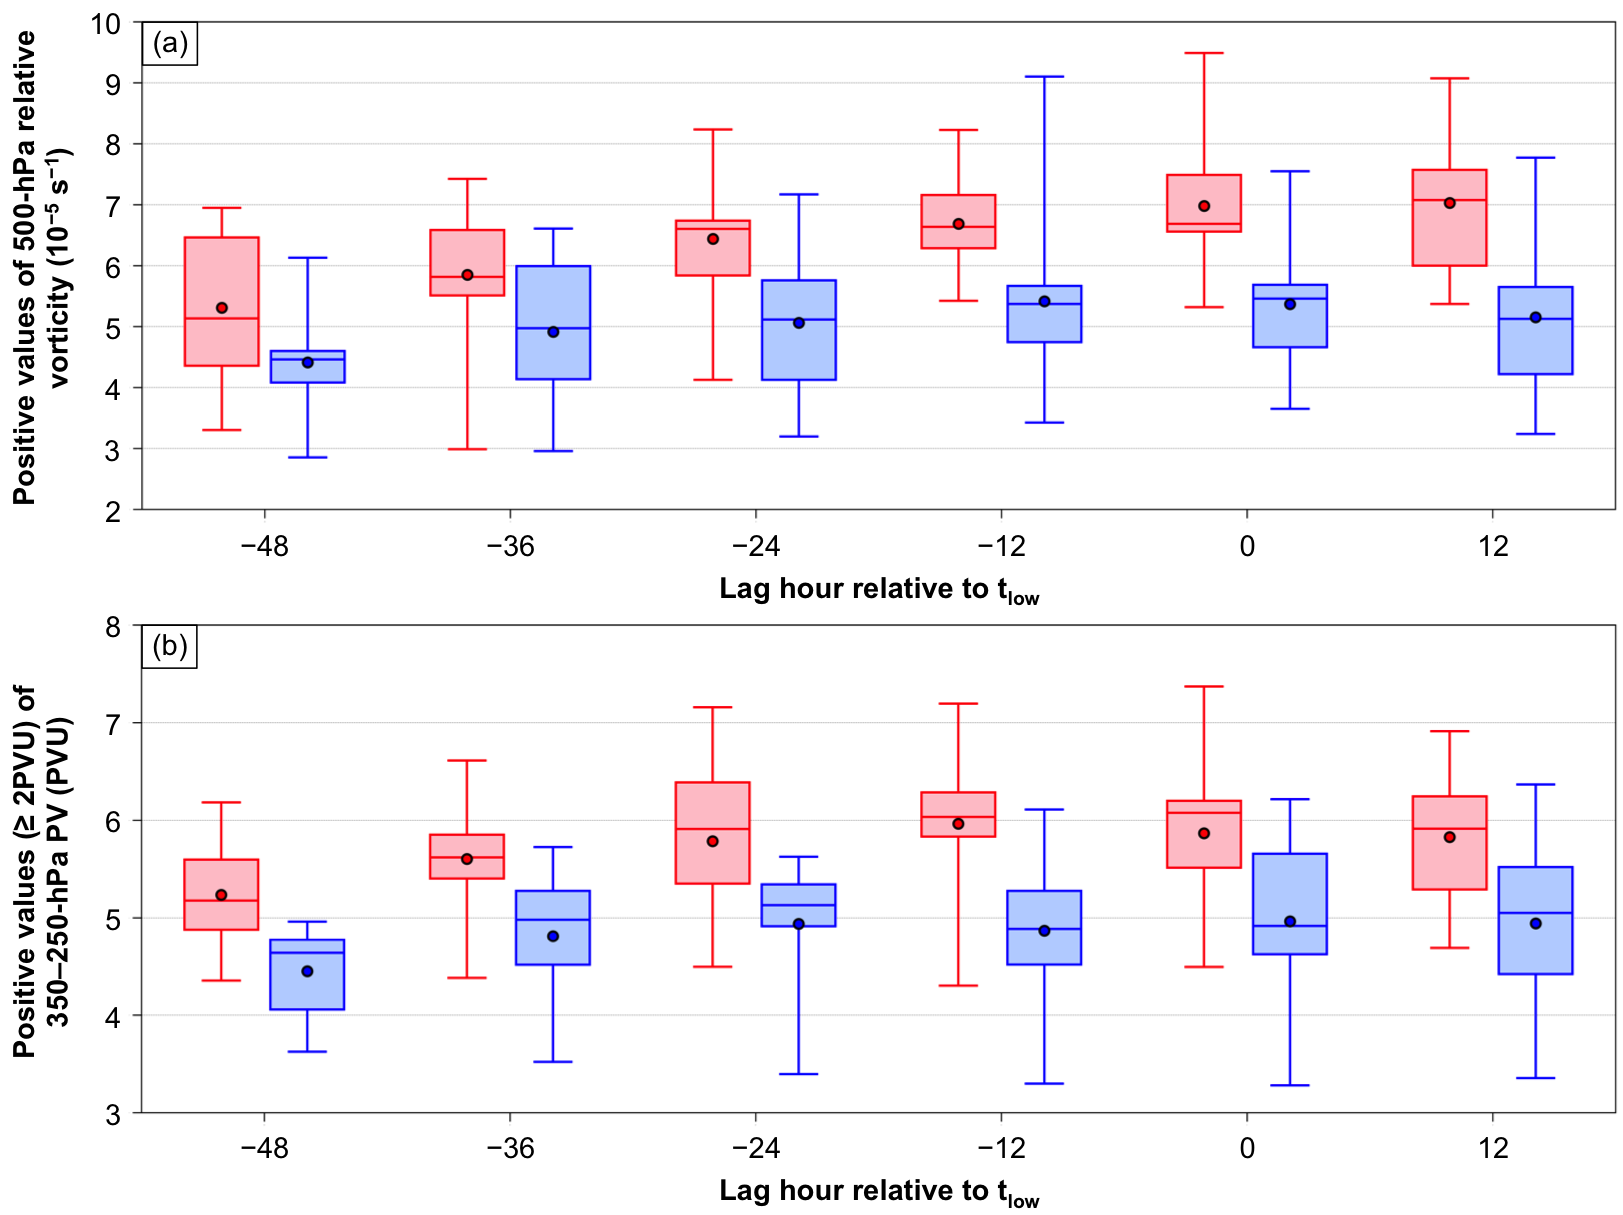 (a)
Positive values of 500-hPa relative
vorticity (10⁻⁵ s⁻¹)
10
9
8
7
6
5
4
3
2
−48 −36 −24 −12 0 12
Lag hour relative to tlow
(b)
Positive values (≥ 2PVU) of
350–250-hPa PV (PVU)
8
7
6
5
4
3
−48 −36 −24 −12 0 12
Lag hour relative to tlow